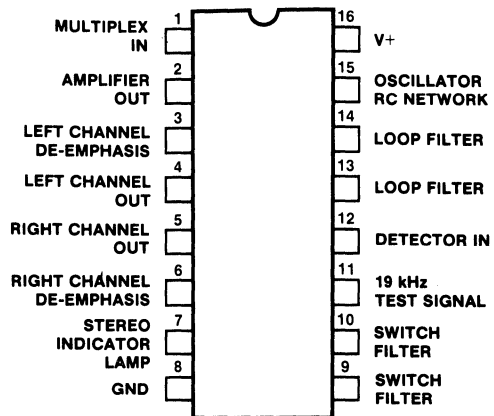 1
MULTIPLEX
IN
2
AMPLIFIER
OUT
3
LEFT CHANNEL
DE-EMPHASIS
4
LEFT CHANNEL
OUT
5
RIGHT CHANNEL
OUT
6
RIGHT CHANNEL
DE-EMPHASIS
7
STEREO
INDICATOR
LAMP
8
GND
16
V+
15
OSCILLATOR
RC NETWORK
14
LOOP FILTER
13
LOOP FILTER
12
DETECTOR IN
11
19 kHz
TEST SIGNAL
10
SWITCH
FILTER
9
SWITCH
FILTER